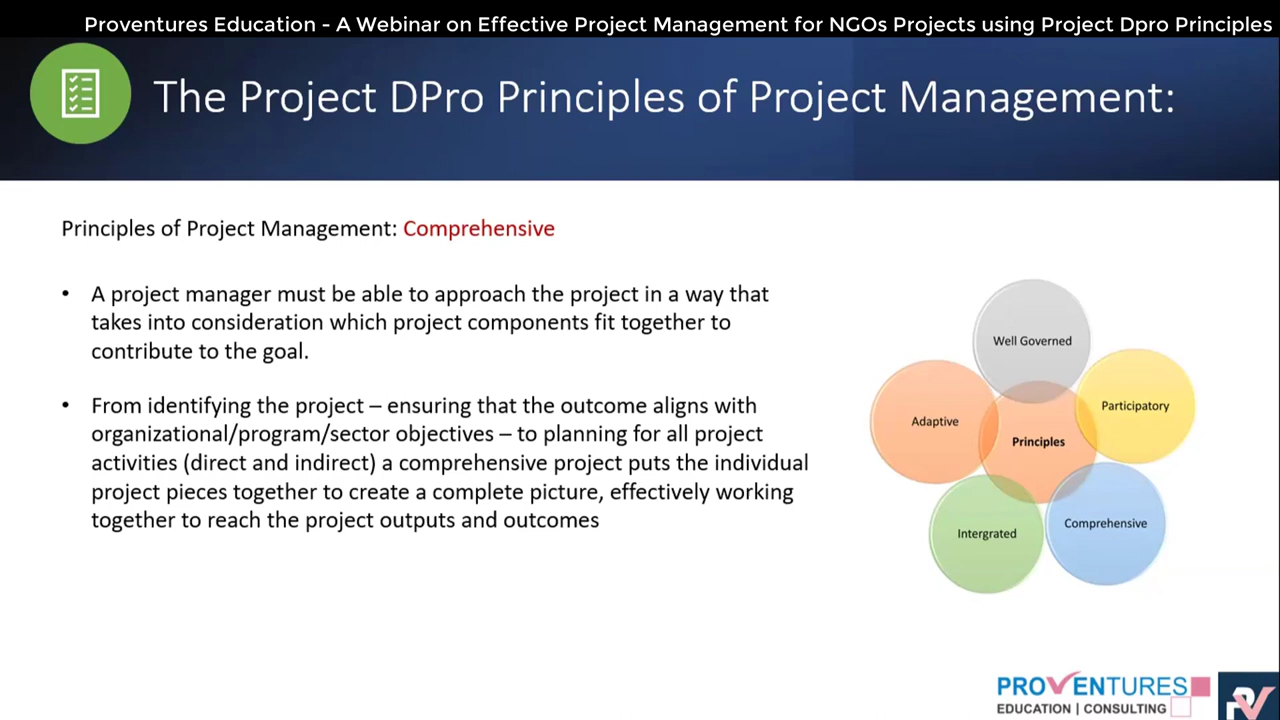 Proventures Education - A Webinar on Effective Project Management for NGOs Projects using Project Dpro Principles
The Project DPro Principles of Project Management:
Principles of Project Management: Comprehensive
• A project manager must be able to approach the project in a way that
takes into consideration which project components fit together to
contribute to the goal.
• From identifying the project – ensuring that the outcome aligns with
organizational/program/sector objectives – to planning for all project
activities (direct and indirect) a comprehensive project puts the individual
project pieces together to create a complete picture, effectively working
together to reach the project outputs and outcomes
Well Governed
Participatory
Adaptive
Principles
Comprehensive
Intergrated
PROVENTURES
EDUCATION | CONSULTING
PV